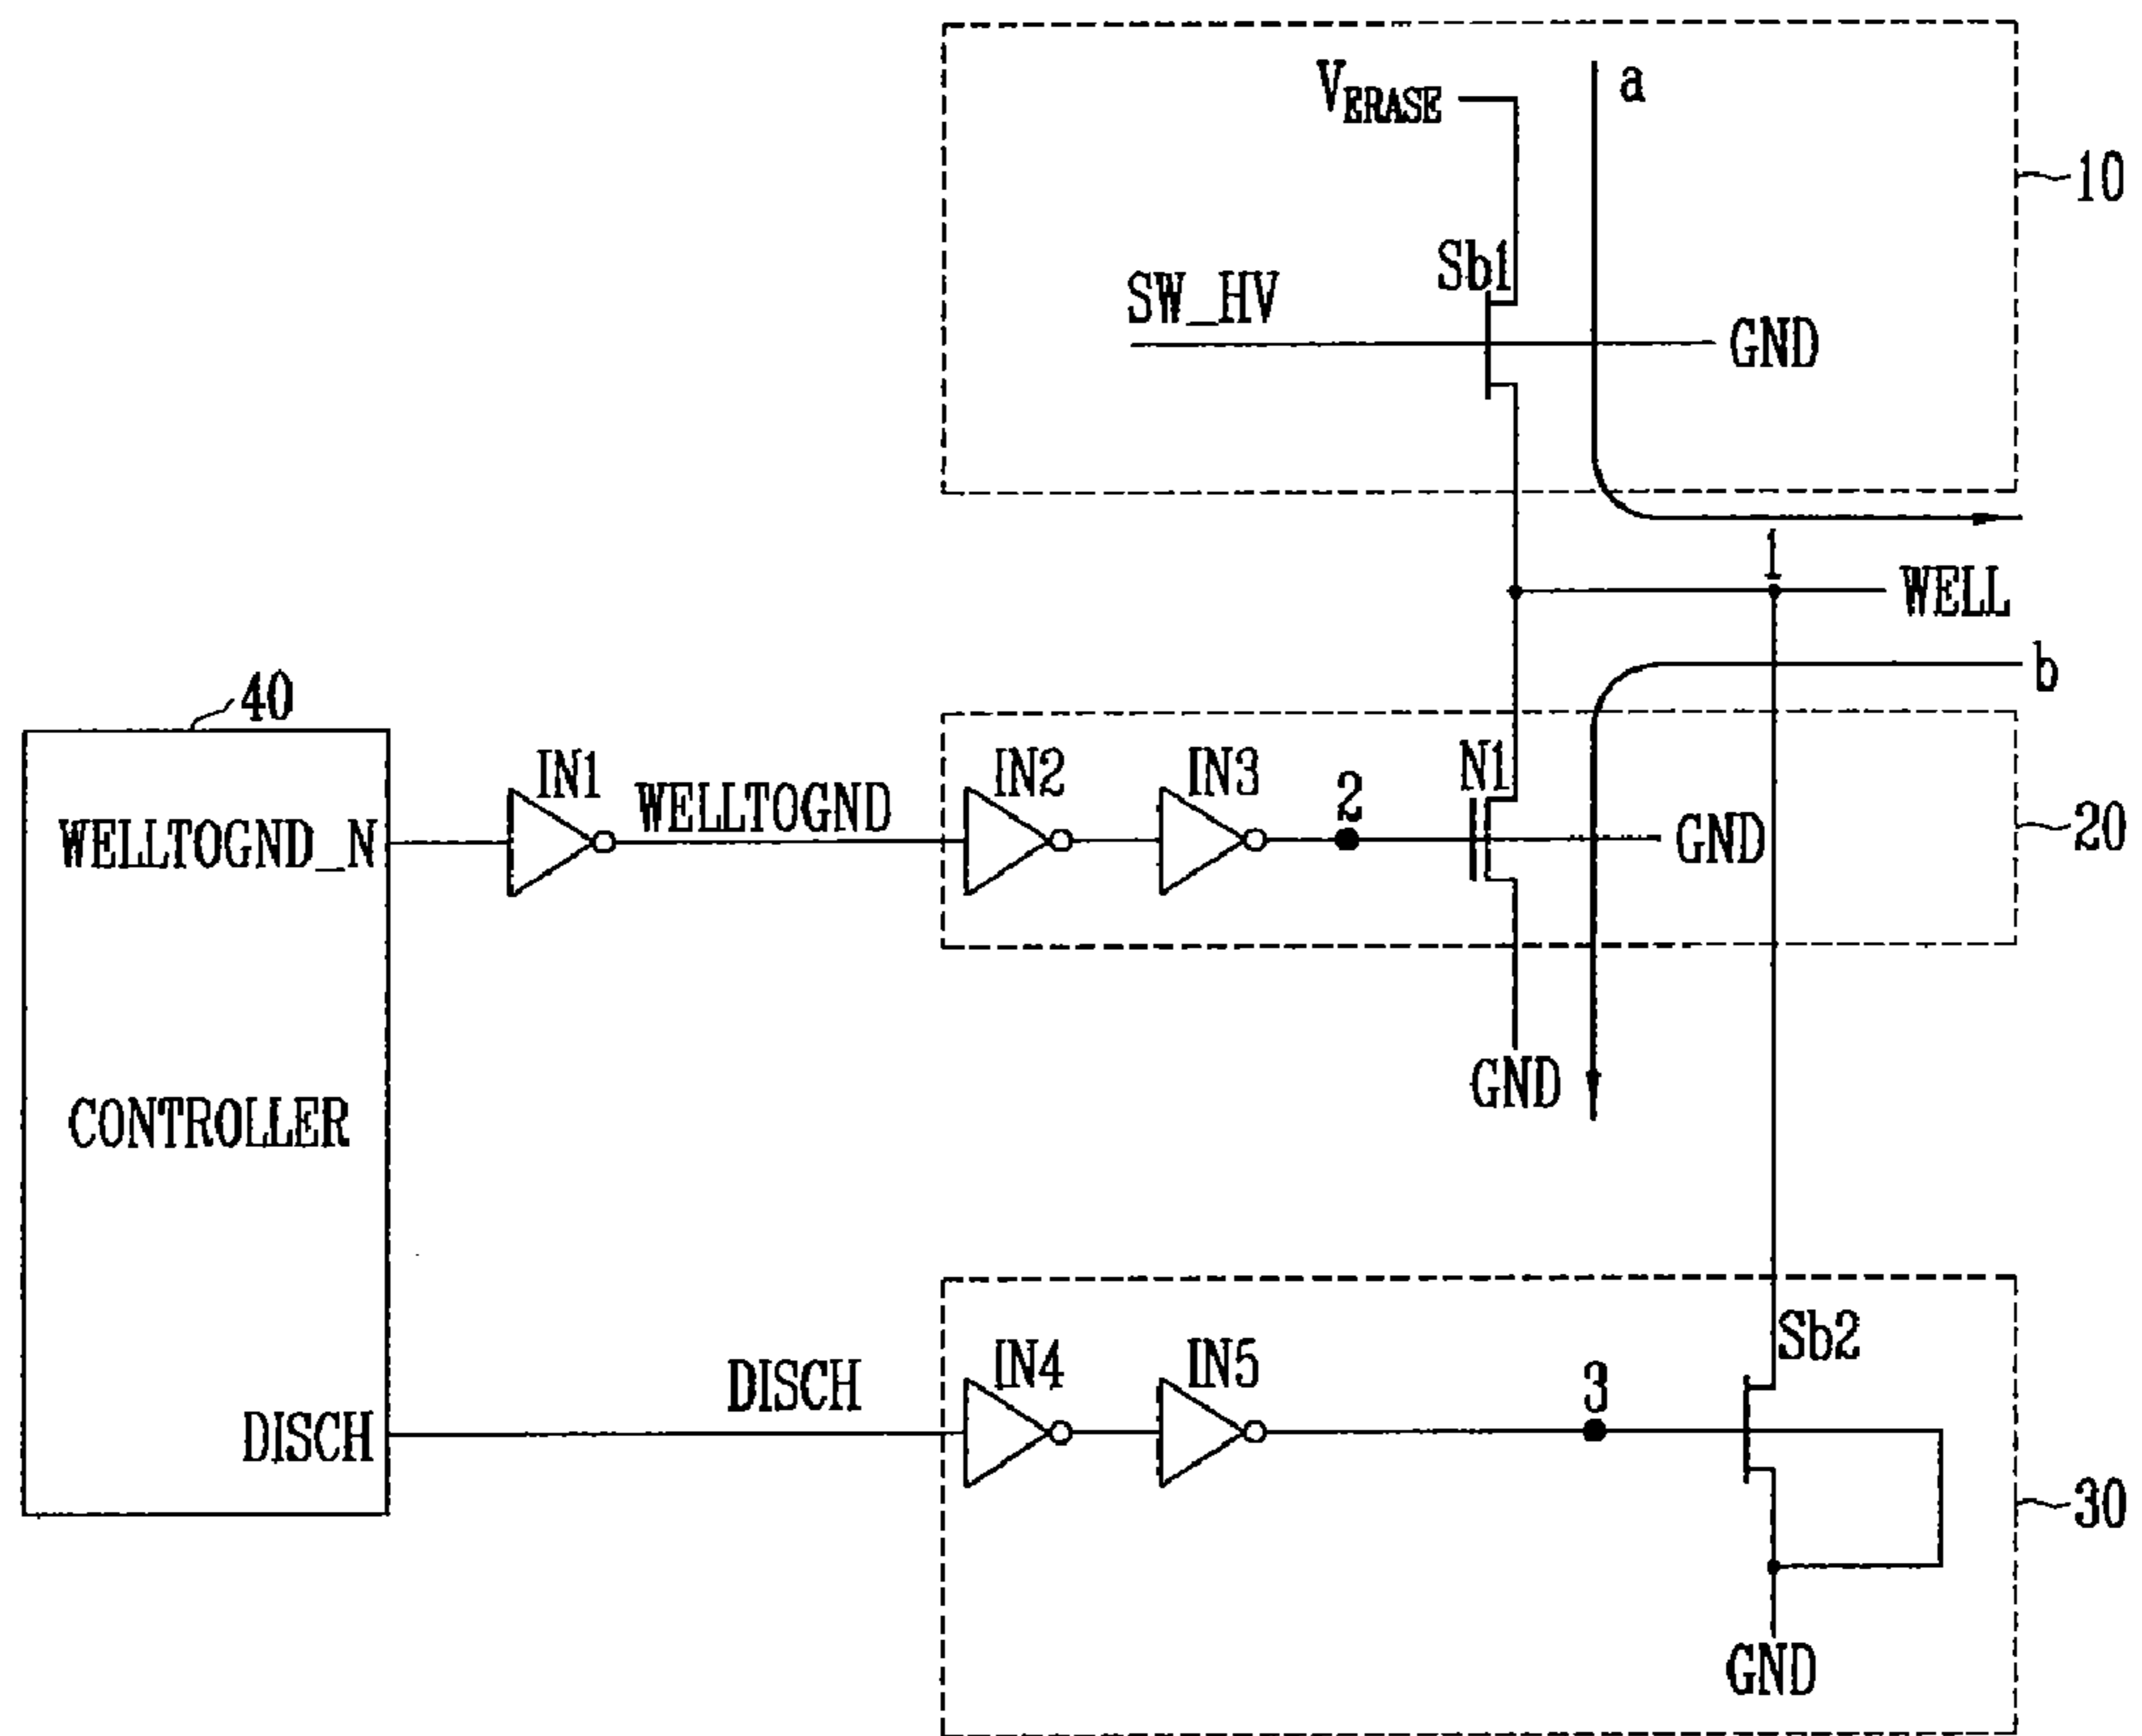 VERASE
a
10
Sb1
SW_HV
GND
1
WELL
b
40
IN1
WELLTOGND
IN2
IN3
2
N1
GND
20
WELLTOGND_N
GND
CONTROLLER
Sb2
DISCH
IN4
IN5
3
DISCH
30
GND